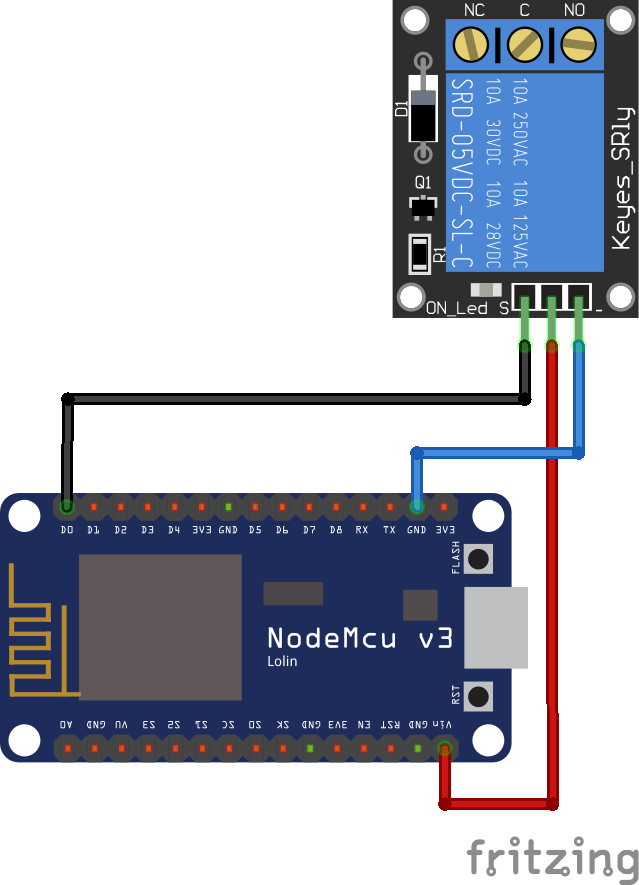 NC C NO
D1
SRD-05VDC-SL-C
10A 30VDC 10A 28VDC
10A 250VAC 10A 125VAC
Keyes_SRly
Q1
R1
ON_Led S -
D0 D1 D2 D3 D4 3V3 GND D5 D6 D7 D8 RX TX GND 3V3
FLASH
NodeMcu v3
Lolin
RST
A0 GND VU S3 S2 S1 SC SO SK GND 3V3 EN RST GND Vin
fritzing